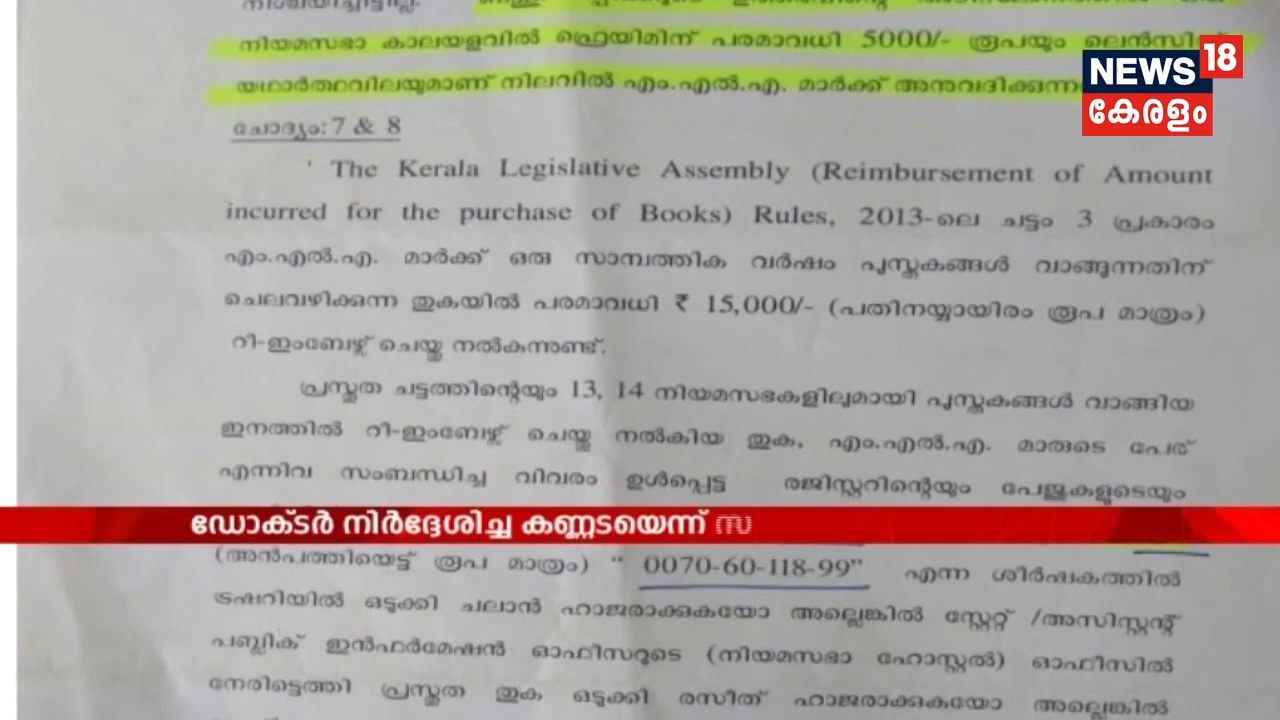 നിയമസഭാ കാലയളവിൽ ഫ്രെയിമിന് പരമാവധി 5000/- രൂപയും
യഥാർത്ഥവിലയുമാണ് നിലവിൽ എം.എൽ.എ. മാർക്ക്
NEWS 18
കേരളം
ചോദ്യം:7 & 8
' The Kerala Legislative Assembly (Reimbursement of Amount
incurred for the purchase of Books) Rules, 2013-ലെ ചട്ടം 3 പ്രകാരം
എം.എൽ.എ. മാർക്ക് ഒരു സാമ്പത്തിക വർഷം പുസ്തകങ്ങൾ വാങ്ങുന്നതിന്
ചെലവഴിക്കുന്ന തുകയിൽ പരമാവധി ₹ 15,000/- (പതിനയ്യായിരം രൂപ മാത്രം)
റീ-ഇംബേഴ്സ് ചെയ്തു നൽകുന്നുണ്ട്.
പ്രസ്തുത ചട്ടത്തിന്റെയും 13, 14 നിയമസഭകളിലുമായി പുസ്തകങ്ങൾ വാങ്ങിയ
ഇനത്തിൽ റീ-ഇംബേഴ്സ് ചെയ്തു നൽകിയ തുക, എം.എൽ.എ. മാരുടെ പേര്
എന്നിവ സംബന്ധിച്ച വിവരം ഉൾപ്പെട്ട രജിസ്റ്ററിന്റെയും പേജുകളുടെയും
ഡോക്ടർ നിർദ്ദേശിച്ച കണ്ണടയെന്ന് സ
(അൻപത്തിയെട്ട് രൂപ മാത്രം) “ 0070-60-118-99” എന്ന ശീർഷകത്തിൽ
ട്രഷറിയിൽ ഒടുക്കി ചലാൻ ഹാജരാക്കുകയോ അല്ലെങ്കിൽ സ്റ്റേറ്റ് /അസിസ്റ്റന്റ്
പബ്ലിക് ഇൻഫർമേഷൻ ഓഫീസറുടെ (നിയമസഭാ ഹോസ്റ്റൽ) ഓഫീസിൽ
നേരിട്ടെത്തി പ്രസ്തുത തുക ഒടുക്കി രസീത് ഹാജരാക്കുകയോ അല്ലെങ്കിൽ